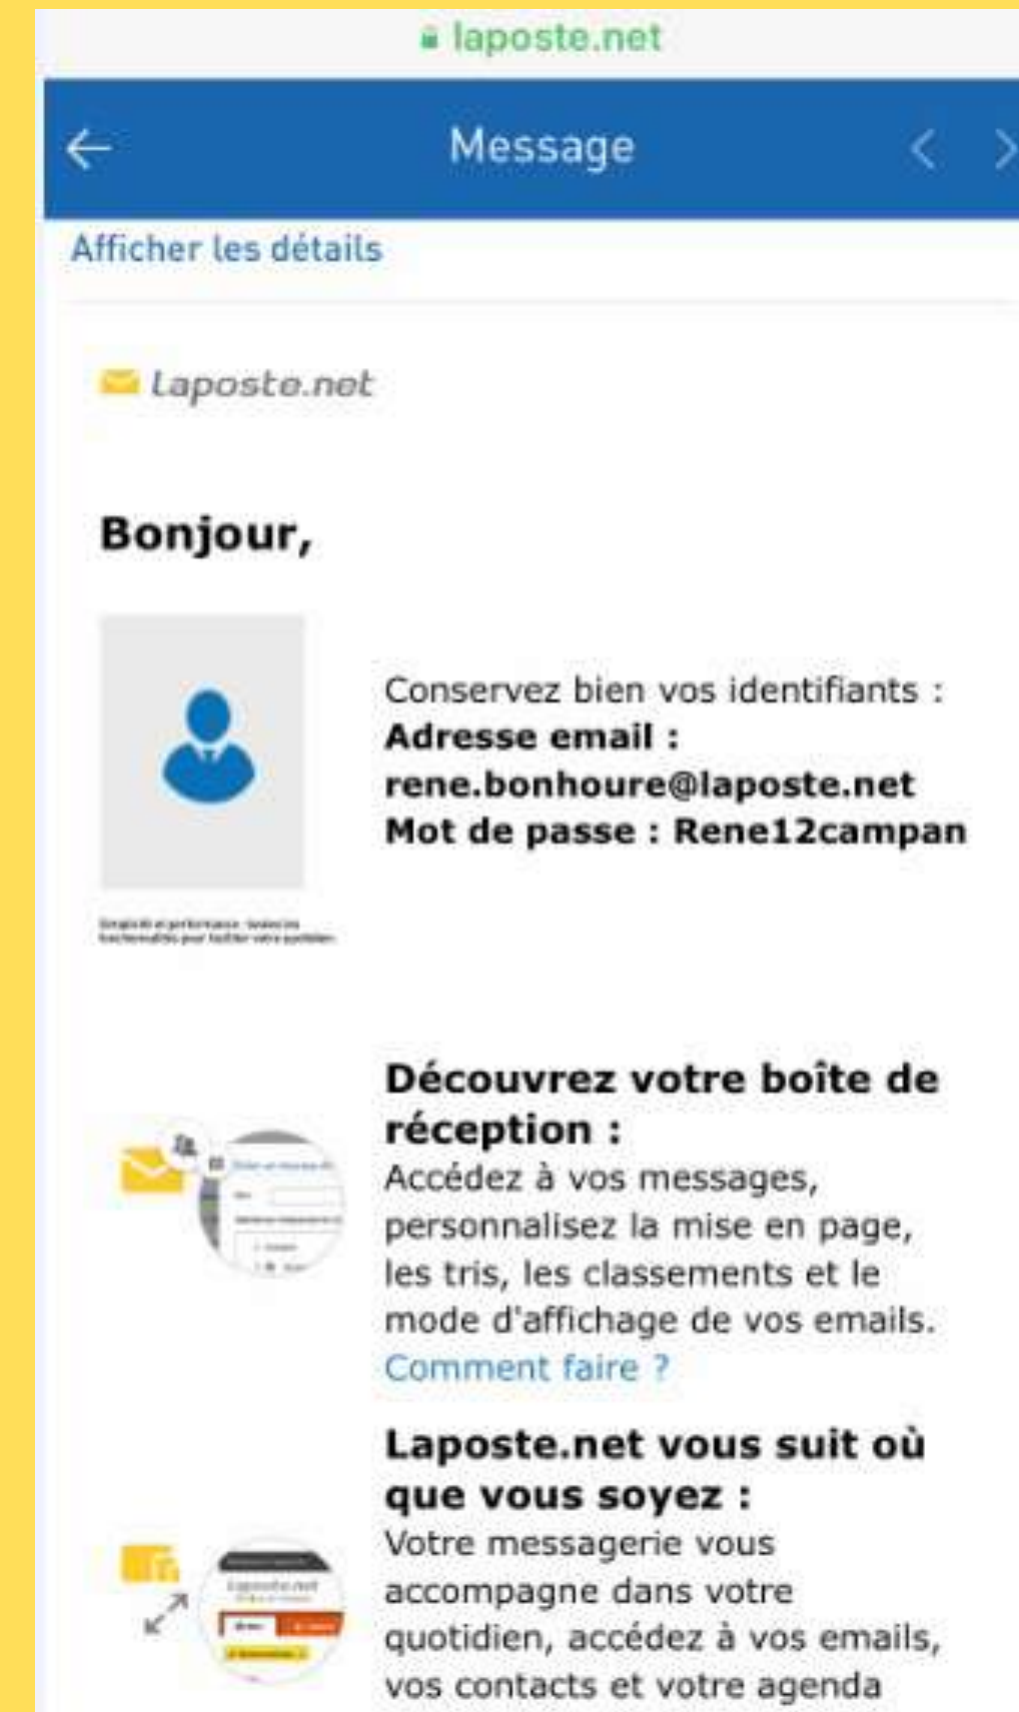 laposte.net
Message
Afficher les détails
Laposte.net
Bonjour,
Conservez bien vos identifiants :
Adresse email :
rene.bonhoure@laposte.net
Mot de passe : Rene12campan
Découvrez votre boîte de
réception :
Accédez à vos messages,
personnalisez la mise en page,
les tris, les classements et le
mode d'affichage de vos emails.
Comment faire ?
Laposte.net vous suit où
que vous soyez :
Votre messagerie vous
accompagne dans votre
quotidien, accédez à vos emails,
vos contacts et votre agenda